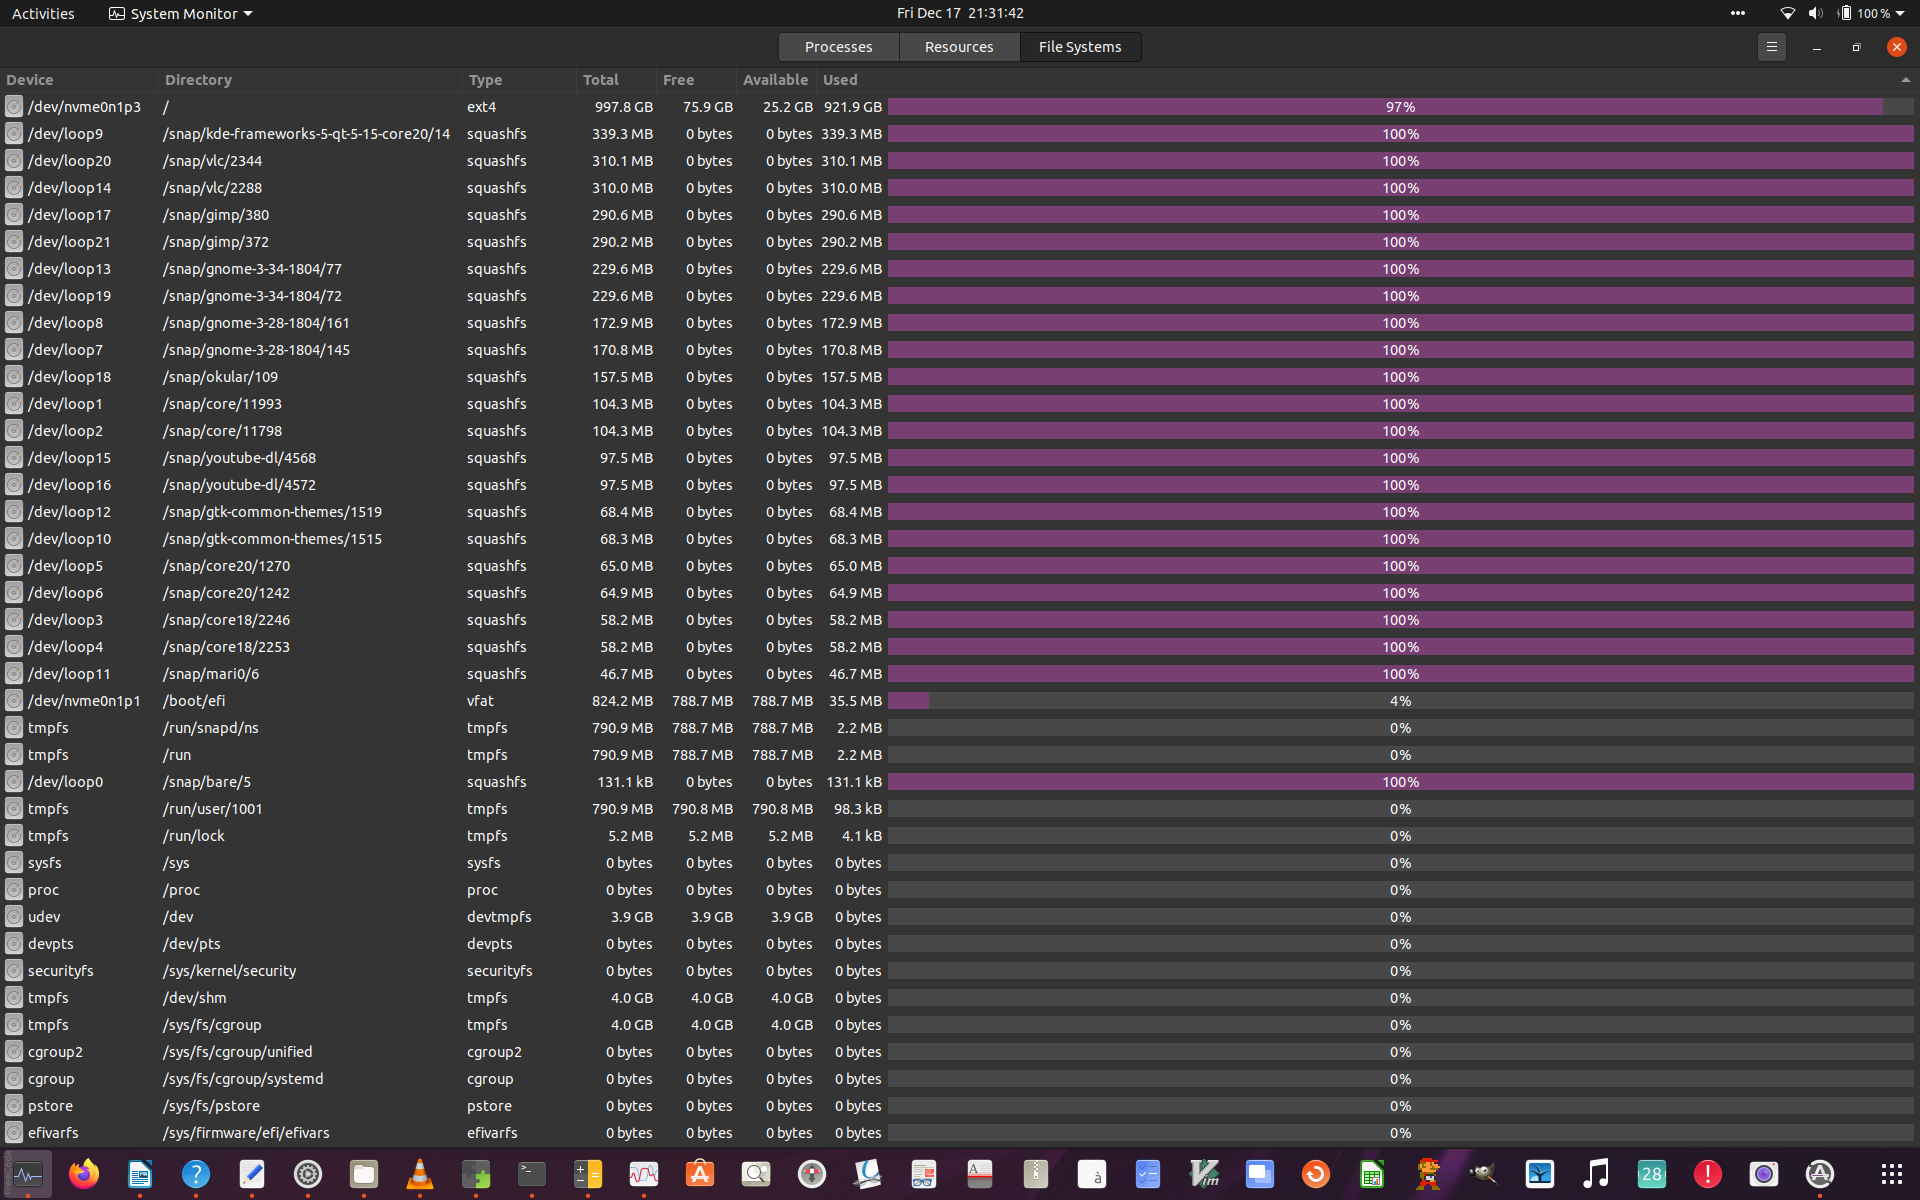 Activities System Monitor Fri Dec 17 21:31:42 100 %
Processes Resources File Systems
Device Directory Type Total Free Available Used
/dev/nvme0n1p3 / ext4 997.8 GB 75.9 GB 25.2 GB 921.9 GB 97%
/dev/loop9 /snap/kde-frameworks-5-qt-5-15-core20/14 squashfs 339.3 MB 0 bytes 0 bytes 339.3 MB 100%
/dev/loop20 /snap/vlc/2344 squashfs 310.1 MB 0 bytes 0 bytes 310.1 MB 100%
/dev/loop14 /snap/vlc/2288 squashfs 310.0 MB 0 bytes 0 bytes 310.0 MB 100%
/dev/loop17 /snap/gimp/380 squashfs 290.6 MB 0 bytes 0 bytes 290.6 MB 100%
/dev/loop21 /snap/gimp/372 squashfs 290.2 MB 0 bytes 0 bytes 290.2 MB 100%
/dev/loop13 /snap/gnome-3-34-1804/77 squashfs 229.6 MB 0 bytes 0 bytes 229.6 MB 100%
/dev/loop19 /snap/gnome-3-34-1804/72 squashfs 229.6 MB 0 bytes 0 bytes 229.6 MB 100%
/dev/loop8 /snap/gnome-3-28-1804/161 squashfs 172.9 MB 0 bytes 0 bytes 172.9 MB 100%
/dev/loop7 /snap/gnome-3-28-1804/145 squashfs 170.8 MB 0 bytes 0 bytes 170.8 MB 100%
/dev/loop18 /snap/okular/109 squashfs 157.5 MB 0 bytes 0 bytes 157.5 MB 100%
/dev/loop1 /snap/core/11993 squashfs 104.3 MB 0 bytes 0 bytes 104.3 MB 100%
/dev/loop2 /snap/core/11798 squashfs 104.3 MB 0 bytes 0 bytes 104.3 MB 100%
/dev/loop15 /snap/youtube-dl/4568 squashfs 97.5 MB 0 bytes 0 bytes 97.5 MB 100%
/dev/loop16 /snap/youtube-dl/4572 squashfs 97.5 MB 0 bytes 0 bytes 97.5 MB 100%
/dev/loop12 /snap/gtk-common-themes/1519 squashfs 68.4 MB 0 bytes 0 bytes 68.4 MB 100%
/dev/loop10 /snap/gtk-common-themes/1515 squashfs 68.3 MB 0 bytes 0 bytes 68.3 MB 100%
/dev/loop5 /snap/core20/1270 squashfs 65.0 MB 0 bytes 0 bytes 65.0 MB 100%
/dev/loop6 /snap/core20/1242 squashfs 64.9 MB 0 bytes 0 bytes 64.9 MB 100%
/dev/loop3 /snap/core18/2246 squashfs 58.2 MB 0 bytes 0 bytes 58.2 MB 100%
/dev/loop4 /snap/core18/2253 squashfs 58.2 MB 0 bytes 0 bytes 58.2 MB 100%
/dev/loop11 /snap/mari0/6 squashfs 46.7 MB 0 bytes 0 bytes 46.7 MB 100%
/dev/nvme0n1p1 /boot/efi vfat 824.2 MB 788.7 MB 788.7 MB 35.5 MB 4%
tmpfs /run/snapd/ns tmpfs 790.9 MB 788.7 MB 788.7 MB 2.2 MB 0%
tmpfs /run tmpfs 790.9 MB 788.7 MB 788.7 MB 2.2 MB 0%
/dev/loop0 /snap/bare/5 squashfs 131.1 kB 0 bytes 0 bytes 131.1 kB 100%
tmpfs /run/user/1001 tmpfs 790.9 MB 790.8 MB 790.8 MB 98.3 kB 0%
tmpfs /run/lock tmpfs 5.2 MB 5.2 MB 5.2 MB 4.1 kB 0%
sysfs /sys sysfs 0 bytes 0 bytes 0 bytes 0 bytes 0%
proc /proc proc 0 bytes 0 bytes 0 bytes 0 bytes 0%
udev /dev devtmpfs 3.9 GB 3.9 GB 3.9 GB 0 bytes 0%
devpts /dev/pts devpts 0 bytes 0 bytes 0 bytes 0 bytes 0%
securityfs /sys/kernel/security securityfs 0 bytes 0 bytes 0 bytes 0 bytes 0%
tmpfs /dev/shm tmpfs 4.0 GB 4.0 GB 4.0 GB 0 bytes 0%
tmpfs /sys/fs/cgroup tmpfs 4.0 GB 4.0 GB 4.0 GB 0 bytes 0%
cgroup2 /sys/fs/cgroup/unified cgroup2 0 bytes 0 bytes 0 bytes 0 bytes 0%
cgroup /sys/fs/cgroup/systemd cgroup 0 bytes 0 bytes 0 bytes 0 bytes 0%
pstore /sys/fs/pstore pstore 0 bytes 0 bytes 0 bytes 0 bytes 0%
efivarfs /sys/firmware/efi/efivars efivarfs 0 bytes 0 bytes 0 bytes 0 bytes 0%
28